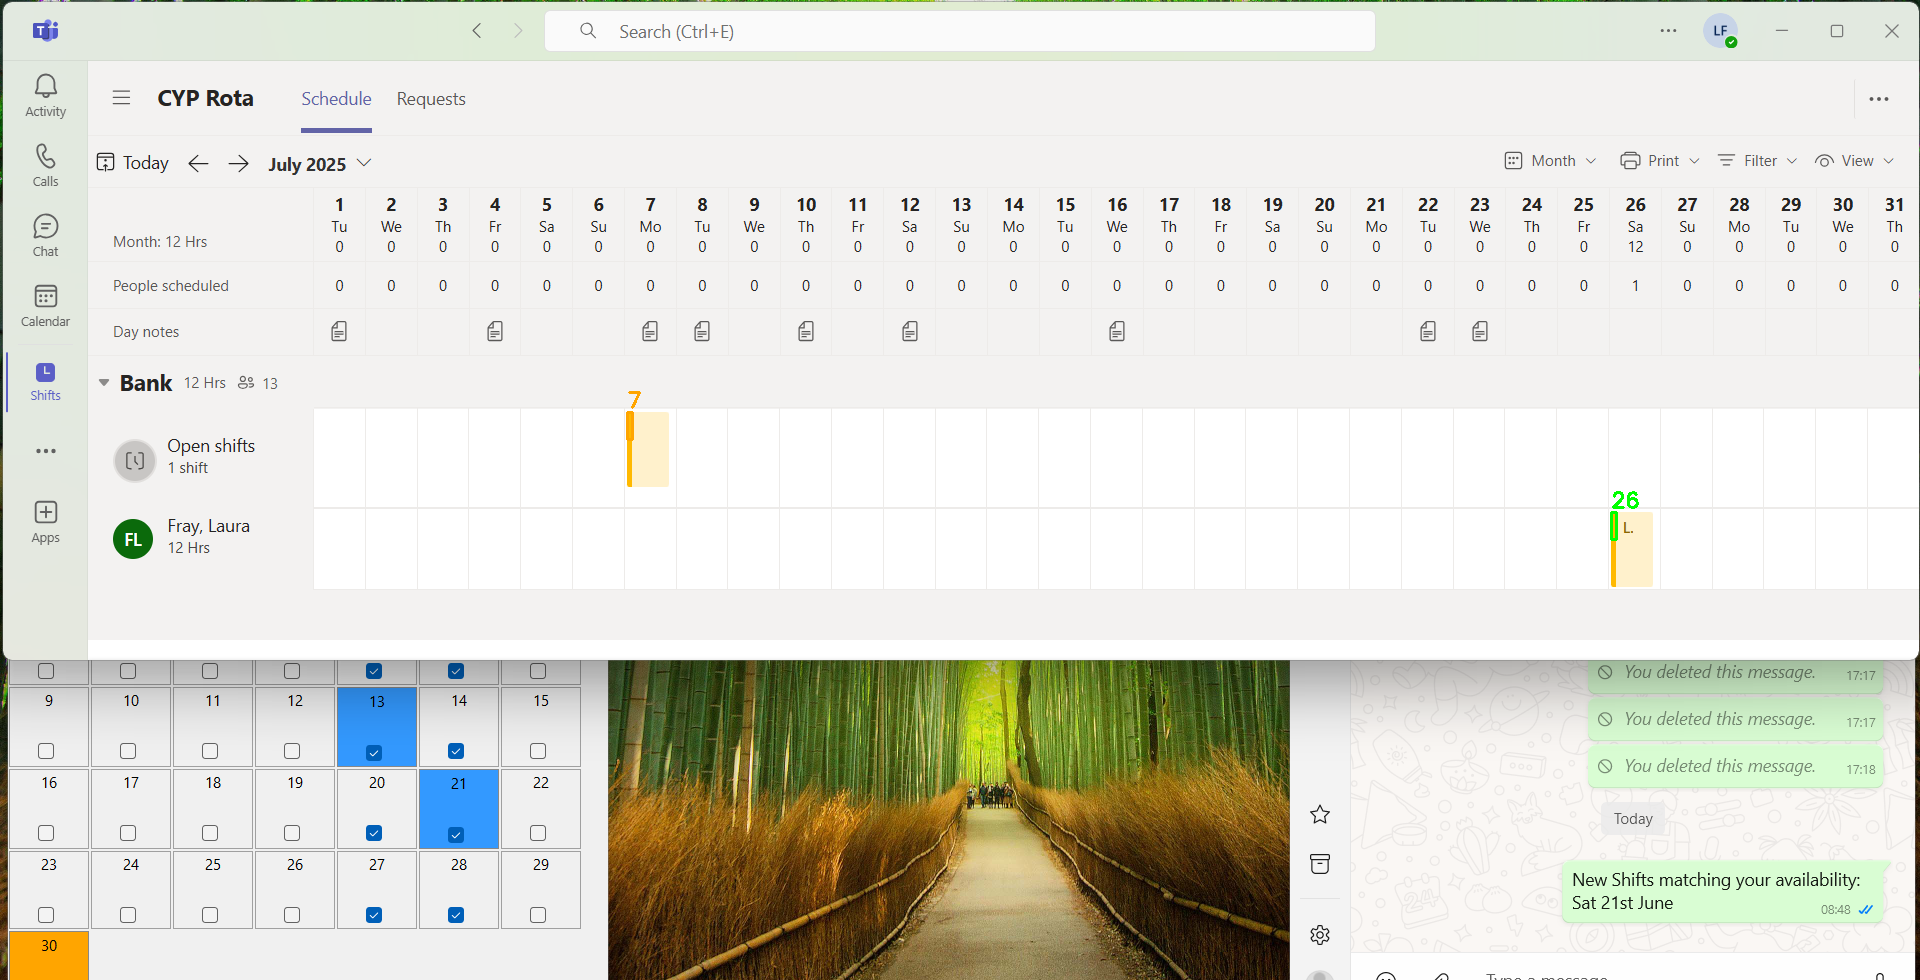 Search (Ctrl+E)
LF
Activity
Calls
Chat
Calendar
Shifts
Apps
CYP Rota
Schedule
Requests
Today
July 2025
Month
Print
Filter
View
1 2 3 4 5 6 7 8 9 10 11 12 13 14 15 16 17 18 19 20 21 22 23 24 25 26 27 28 29 30 31
Tu We Th Fr Sa Su Mo Tu We Th Fr Sa Su Mo Tu We Th Fr Sa Su Mo Tu We Th Fr Sa Su Mo Tu We Th
Month: 12 Hrs 0 0 0 0 0 0 0 0 0 0 0 0 0 0 0 0 0 0 0 0 0 0 0 0 0 12 0 0 0 0 0
People scheduled 0 0 0 0 0 0 0 0 0 0 0 0 0 0 0 0 0 0 0 0 0 0 0 0 0 1 0 0 0 0 0
Day notes
Bank 12 Hrs 13
7
Open shifts
1 shift
26
FL
Fray, Laura
12 Hrs
L.
9 10 11 12 13 14 15
16 17 18 19 20 21 22
23 24 25 26 27 28 29
30
You deleted this message. 17:17
You deleted this message. 17:17
You deleted this message. 17:18
Today
New Shifts matching your availability:
Sat 21st June
08:48
Type a message